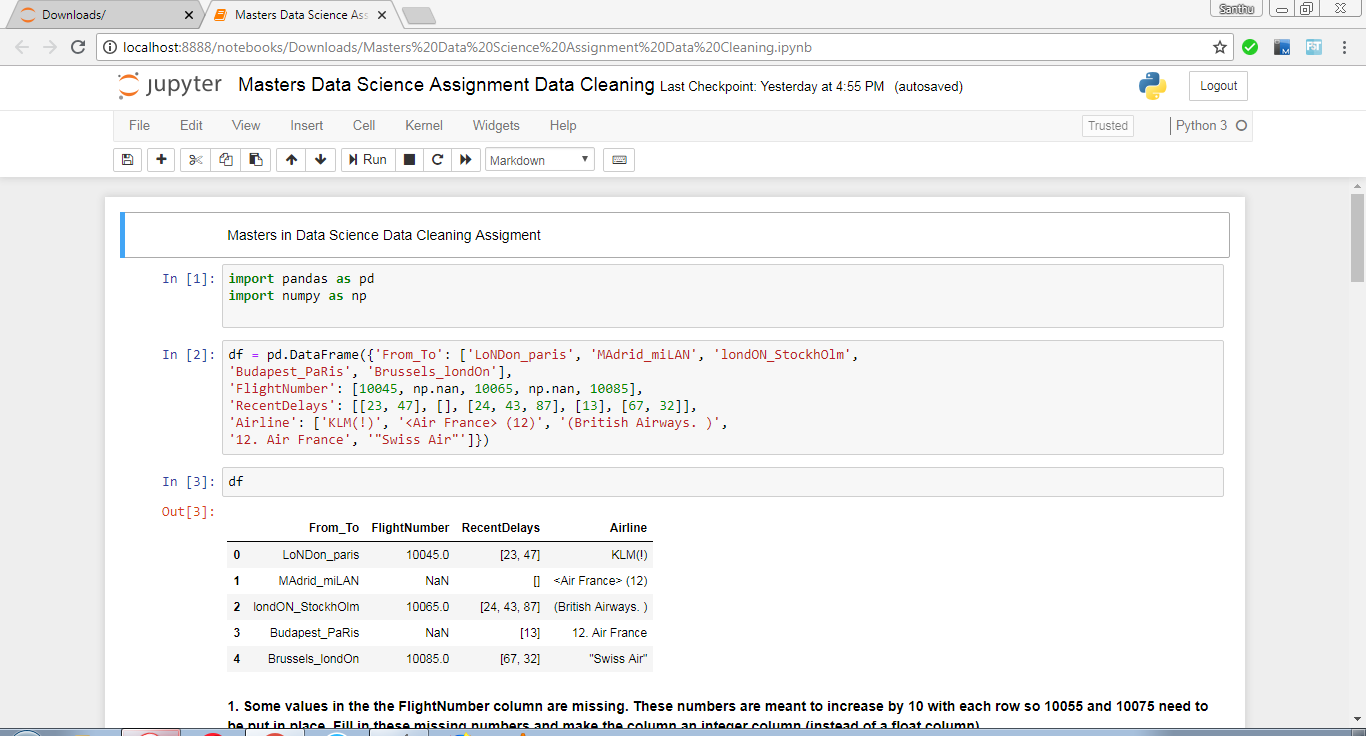 Downloads/
Masters Data Science Ass
Santhu
localhost:8888/notebooks/Downloads/Masters%20Data%20Science%20Assignment%20Data%20Cleaning.ipynb
jupyter Masters Data Science Assignment Data Cleaning Last Checkpoint: Yesterday at 4:55 PM (autosaved)
Logout
File Edit View Insert Cell Kernel Widgets Help
Trusted
Python 3
Run
Markdown
Masters in Data Science Data Cleaning Assigment
In [1]: import pandas as pd
import numpy as np
In [2]: df = pd.DataFrame({'From_To': ['LoNDon_paris', 'MAdrid_miLAN', 'londON_StockhOlm',
'Budapest_PaRis', 'Brussels_londOn'],
'FlightNumber': [10045, np.nan, 10065, np.nan, 10085],
'RecentDelays': [[23, 47], [], [24, 43, 87], [13], [67, 32]],
'Airline': ['KLM(!)', '<Air France> (12)', '(British Airways. )',
'12. Air France', '"Swiss Air"']})
In [3]: df
Out[3]:
From_To FlightNumber RecentDelays Airline
0 LoNDon_paris 10045.0 [23, 47] KLM(!)
1 MAdrid_miLAN NaN [] <Air France> (12)
2 londON_StockhOlm 10065.0 [24, 43, 87] (British Airways. )
3 Budapest_PaRis NaN [13] 12. Air France
4 Brussels_londOn 10085.0 [67, 32] "Swiss Air"
1. Some values in the the FlightNumber column are missing. These numbers are meant to increase by 10 with each row so 10055 and 10075 need to
be put in place. Fill in these missing numbers and make the column an integer column (instead of a float column).